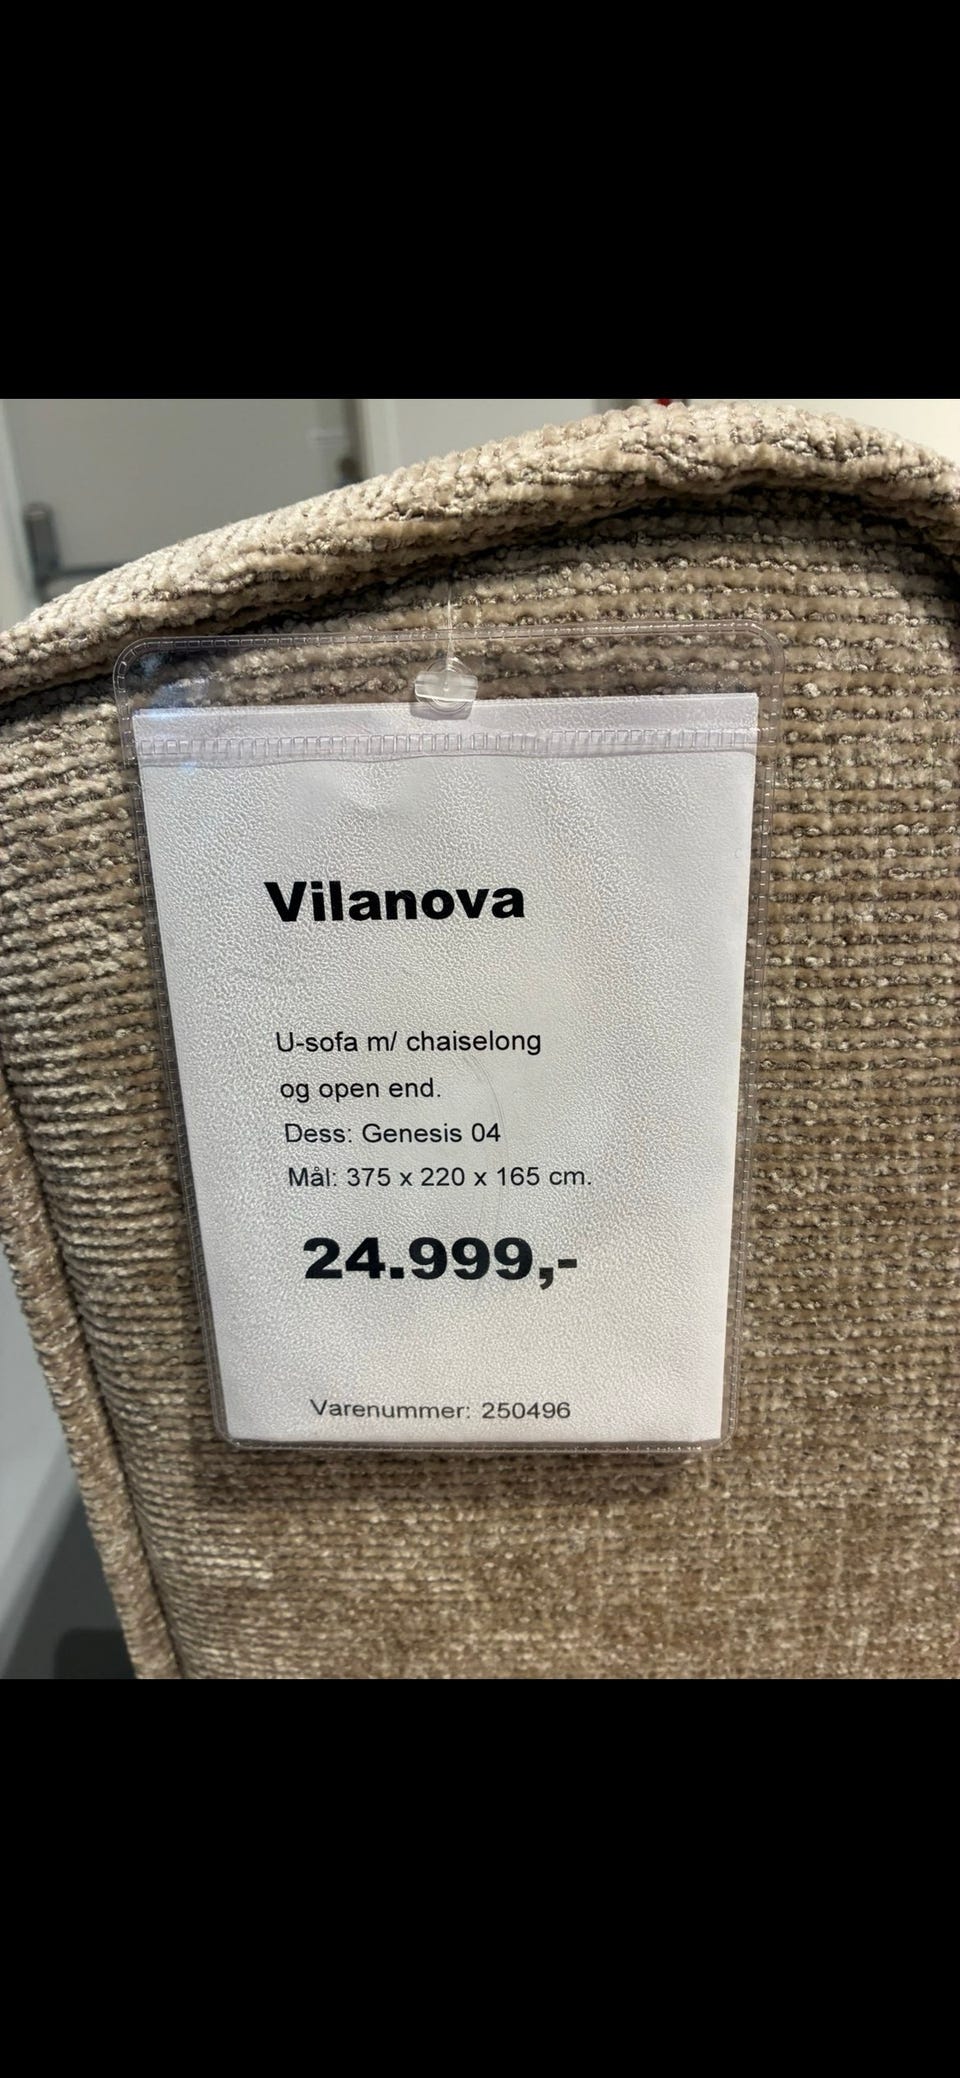 Vilanova
U-sofa m/ chaiselong
og open end.
Dess: Genesis 04
Mål: 375 x 220 x 165 cm.
24.999,-
Varenummer: 250496